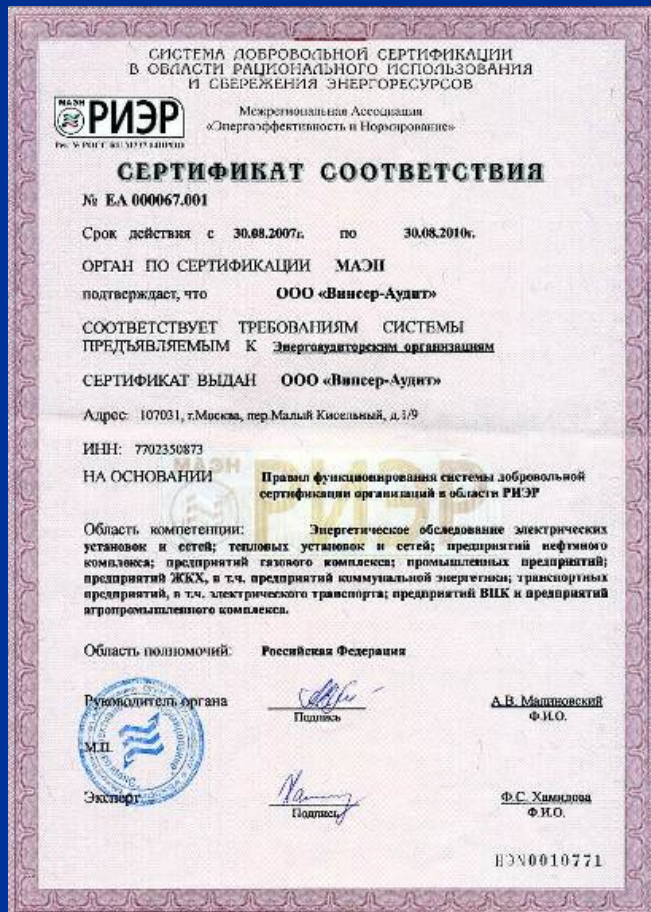 СИСТЕМА ДОБРОВОЛЬНОЙ СЕРТИФИКАЦИИ
В ОБЛАСТИ РАЦИОНАЛЬНОГО ИСПОЛЬЗОВАНИЯ
И СБЕРЕЖЕНИЯ ЭНЕРГОРЕСУРСОВ
МАЭН
РИЭР
Межрегиональная Ассоциация
«Энергоэффективность и Нормирование»
СЕРТИФИКАТ СООТВЕТСТВИЯ
№ ЕА 000067.001
Срок действия с 30.08.2007г. по 30.08.2010г.
ОРГАН ПО СЕРТИФИКАЦИИ МАЭН
подтверждает, что ООО «Винсер-Аудит»
СООТВЕТСТВУЕТ ТРЕБОВАНИЯМ СИСТЕМЫ
ПРЕДЪЯВЛЯЕМЫМ К Энергоаудиторским организациям
СЕРТИФИКАТ ВЫДАН ООО «Винсер-Аудит»
Адрес: 107031, г.Москва, пер.Малый Кисельный, д.1/9
ИНН: 7702350873
МАЭН
РИЭР
НА ОСНОВАНИИ Правил функционирования системы добровольной
сертификации организаций в области РИЭР
Область компетенции: Энергетическое обследование электрических
установок и сетей; тепловых установок и сетей; предприятий нефтяного
комплекса; предприятий газового комплекса; промышленных предприятий;
предприятий ЖКХ, в т.ч. предприятий коммунальной энергетики; транспортных
предприятий, в т.ч. электрического транспорта; предприятий ВПК и предприятий
агропромышленного комплекса.
Область полномочий: Российская Федерация
Руководитель органа
Подпись
А.В. Малиновский
Ф.И.О.
М.П.
Эксперт
Подпись
Ф.С. Хамидова
Ф.И.О.
НЭN0010771